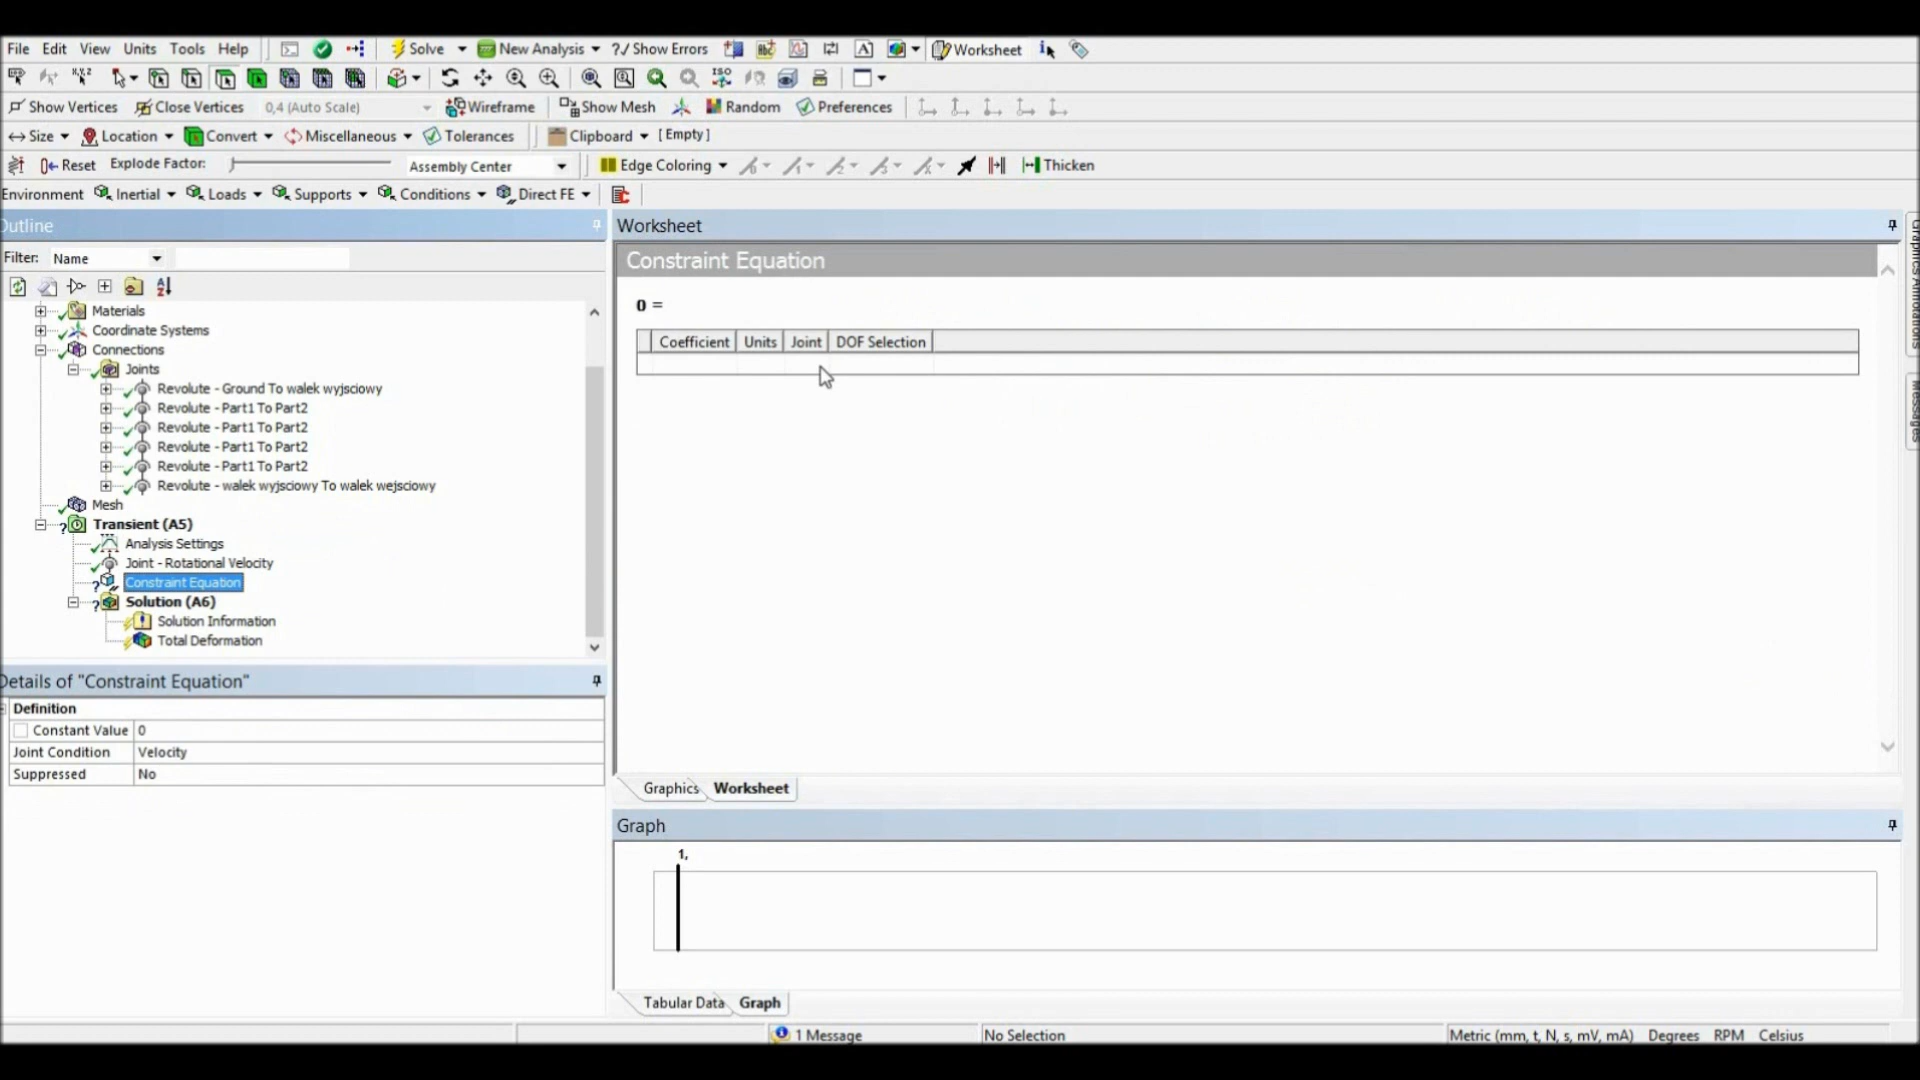 File Edit View Units Tools Help Solve New Analysis ?/ Show Errors Worksheet
Show Vertices Close Vertices 0,4 (Auto Scale) Wireframe Show Mesh Random Preferences
Size Location Convert Miscellaneous Tolerances Clipboard [ Empty ]
Reset Explode Factor: Assembly Center Edge Coloring Thicken
Environment Inertial Loads Supports Conditions Direct FE
Outline
Filter: Name
Materials
Coordinate Systems
Connections
Joints
Revolute - Ground To walek wyjsciowy
Revolute - Part1 To Part2
Revolute - Part1 To Part2
Revolute - Part1 To Part2
Revolute - Part1 To Part2
Revolute - walek wyjsciowy To walek wejsciowy
Mesh
Transient (A5)
Analysis Settings
Joint - Rotational Velocity
Constraint Equation
Solution (A6)
Solution Information
Total Deformation
Details of "Constraint Equation"
Definition
Constant Value 0
Joint Condition Velocity
Suppressed No
Worksheet
Constraint Equation
0 =
Coefficient Units Joint DOF Selection
Graphics Worksheet
Graph
1,
Tabular Data Graph
1 Message No Selection Metric (mm, t, N, s, mV, mA) Degrees RPM Celsius
Graphics Annotations
Messages